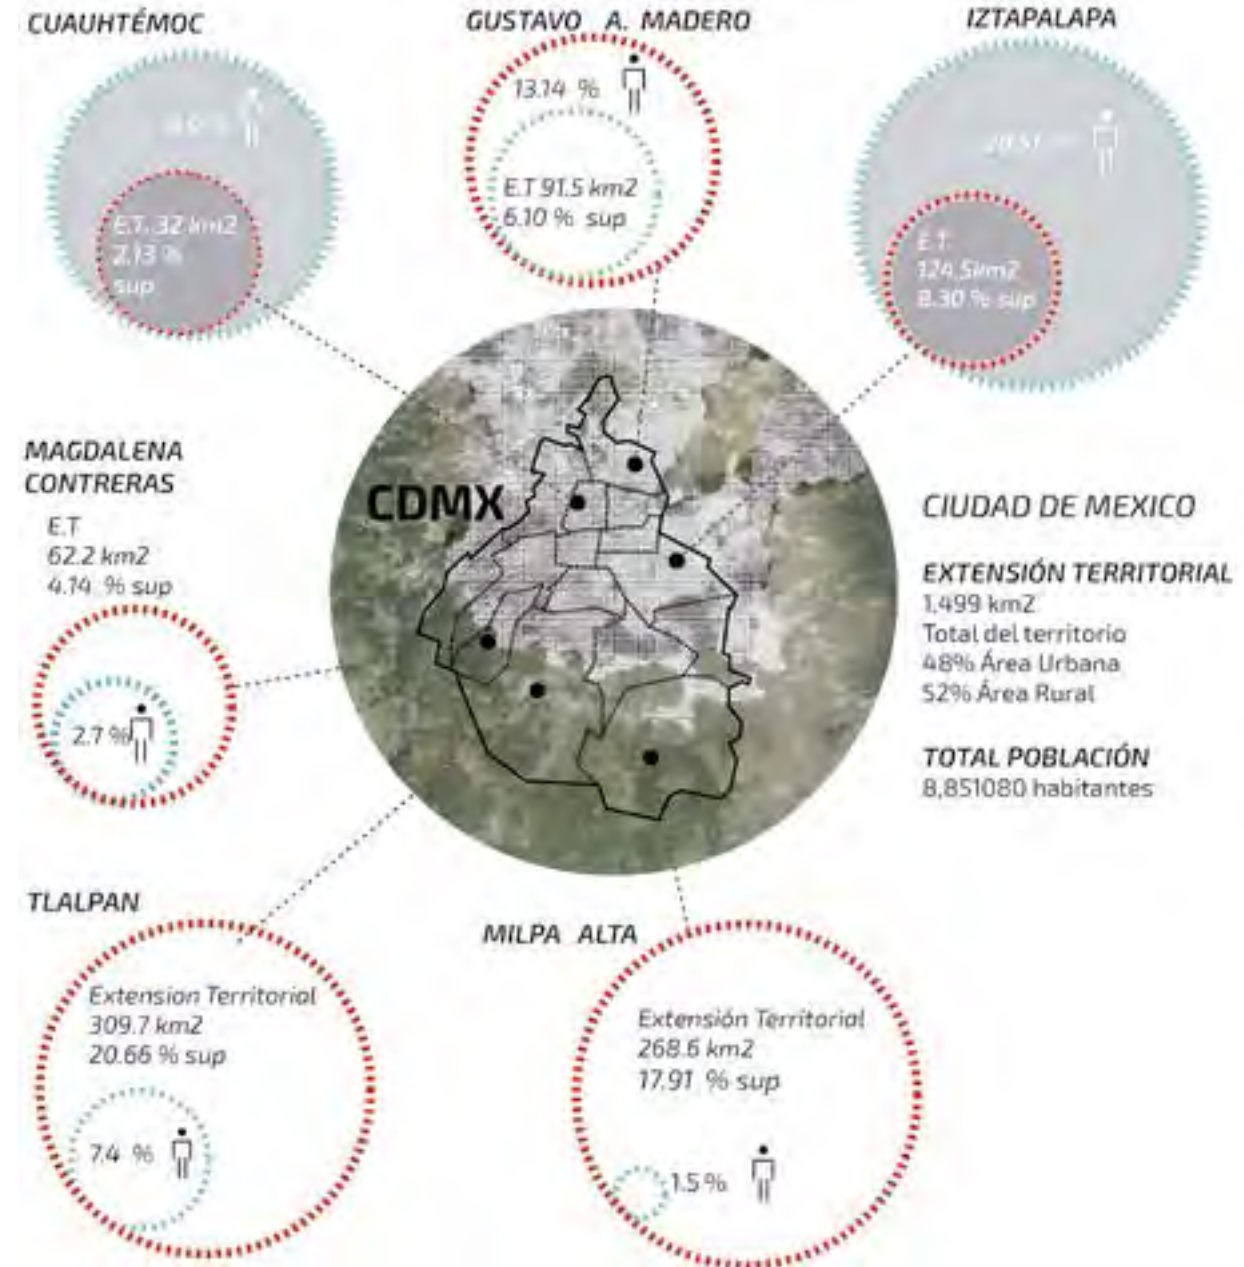 CUAUHTÉMOC
E.T. 32 km2
2.13 %
sup
GUSTAVO A. MADERO
13.14 %
E.T 91.5 km2
6.10 % sup
IZTAPALAPA
E.T.
124.5km2
8.30 % sup
MAGDALENA
CONTRERAS
E.T
62.2 km2
4.14 % sup
2.7 %
CDMX
CIUDAD DE MEXICO
EXTENSIÓN TERRITORIAL
1,499 km2
Total del territorio
48% Área Urbana
52% Área Rural
TOTAL POBLACIÓN
8,851080 habitantes
TLALPAN
Extension Territorial
309.7 km2
20.66 % sup
7.4 %
MILPA ALTA
Extensión Territorial
268.6 km2
17.91 % sup
1.5 %